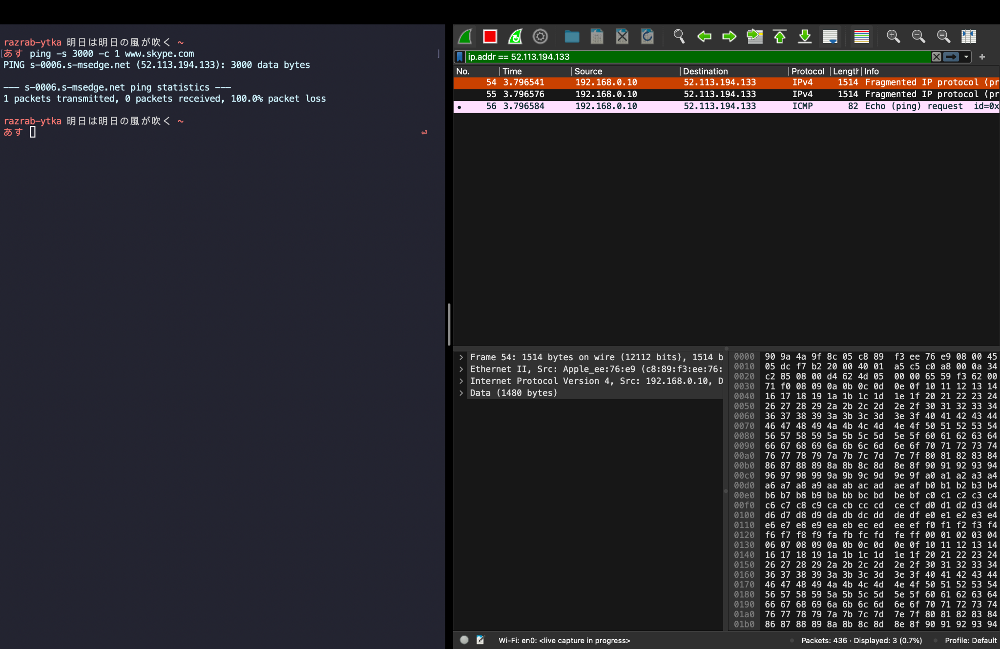 razrab-ytka 明日は明日の風が吹く ~
[あす ping -s 3000 -c 1 www.skype.com ]
PING s-0006.s-msedge.net (52.113.194.133): 3000 data bytes
--- s-0006.s-msedge.net ping statistics ---
1 packets transmitted, 0 packets received, 100.0% packet loss
razrab-ytka 明日は明日の風が吹く ~
あす
ip.addr == 52.113.194.133
No. Time Source Destination Protocol Length Info
54 3.796541 192.168.0.10 52.113.194.133 IPv4 1514 Fragmented IP protocol (pr
55 3.796576 192.168.0.10 52.113.194.133 IPv4 1514 Fragmented IP protocol (pr
56 3.796584 192.168.0.10 52.113.194.133 ICMP 82 Echo (ping) request id=0x
Frame 54: 1514 bytes on wire (12112 bits), 1514 b
Ethernet II, Src: Apple_ee:76:e9 (c8:89:f3:ee:76:
Internet Protocol Version 4, Src: 192.168.0.10, D
Data (1480 bytes)
0000 90 9a 4a 9f 8c 05 c8 89 f3 ee 76 e9 08 00 45
0010 05 dc f7 b2 20 00 40 01 a5 c5 c0 a8 00 0a 34
0020 c2 85 08 00 d4 62 4d 05 00 00 65 59 f3 62 00
0030 71 f0 08 09 0a 0b 0c 0d 0e 0f 10 11 12 13 14
0040 16 17 18 19 1a 1b 1c 1d 1e 1f 20 21 22 23 24
0050 26 27 28 29 2a 2b 2c 2d 2e 2f 30 31 32 33 34
0060 36 37 38 39 3a 3b 3c 3d 3e 3f 40 41 42 43 44
0070 46 47 48 49 4a 4b 4c 4d 4e 4f 50 51 52 53 54
0080 56 57 58 59 5a 5b 5c 5d 5e 5f 60 61 62 63 64
0090 66 67 68 69 6a 6b 6c 6d 6e 6f 70 71 72 73 74
00a0 76 77 78 79 7a 7b 7c 7d 7e 7f 80 81 82 83 84
00b0 86 87 88 89 8a 8b 8c 8d 8e 8f 90 91 92 93 94
00c0 96 97 98 99 9a 9b 9c 9d 9e 9f a0 a1 a2 a3 a4
00d0 a6 a7 a8 a9 aa ab ac ad ae af b0 b1 b2 b3 b4
00e0 b6 b7 b8 b9 ba bb bc bd be bf c0 c1 c2 c3 c4
00f0 c6 c7 c8 c9 ca cb cc cd ce cf d0 d1 d2 d3 d4
0100 d6 d7 d8 d9 da db dc dd de df e0 e1 e2 e3 e4
0110 e6 e7 e8 e9 ea eb ec ed ee ef f0 f1 f2 f3 f4
0120 f6 f7 f8 f9 fa fb fc fd fe ff 00 01 02 03 04
0130 06 07 08 09 0a 0b 0c 0d 0e 0f 10 11 12 13 14
0140 16 17 18 19 1a 1b 1c 1d 1e 1f 20 21 22 23 24
0150 26 27 28 29 2a 2b 2c 2d 2e 2f 30 31 32 33 34
0160 36 37 38 39 3a 3b 3c 3d 3e 3f 40 41 42 43 44
0170 46 47 48 49 4a 4b 4c 4d 4e 4f 50 51 52 53 54
0180 56 57 58 59 5a 5b 5c 5d 5e 5f 60 61 62 63 64
0190 66 67 68 69 6a 6b 6c 6d 6e 6f 70 71 72 73 74
01a0 76 77 78 79 7a 7b 7c 7d 7e 7f 80 81 82 83 84
01b0 86 87 88 89 8a 8b 8c 8d 8e 8f 90 91 92 93 94
Wi-Fi: en0: <live capture in progress> Packets: 436 · Displayed: 3 (0.7%) Profile: Default